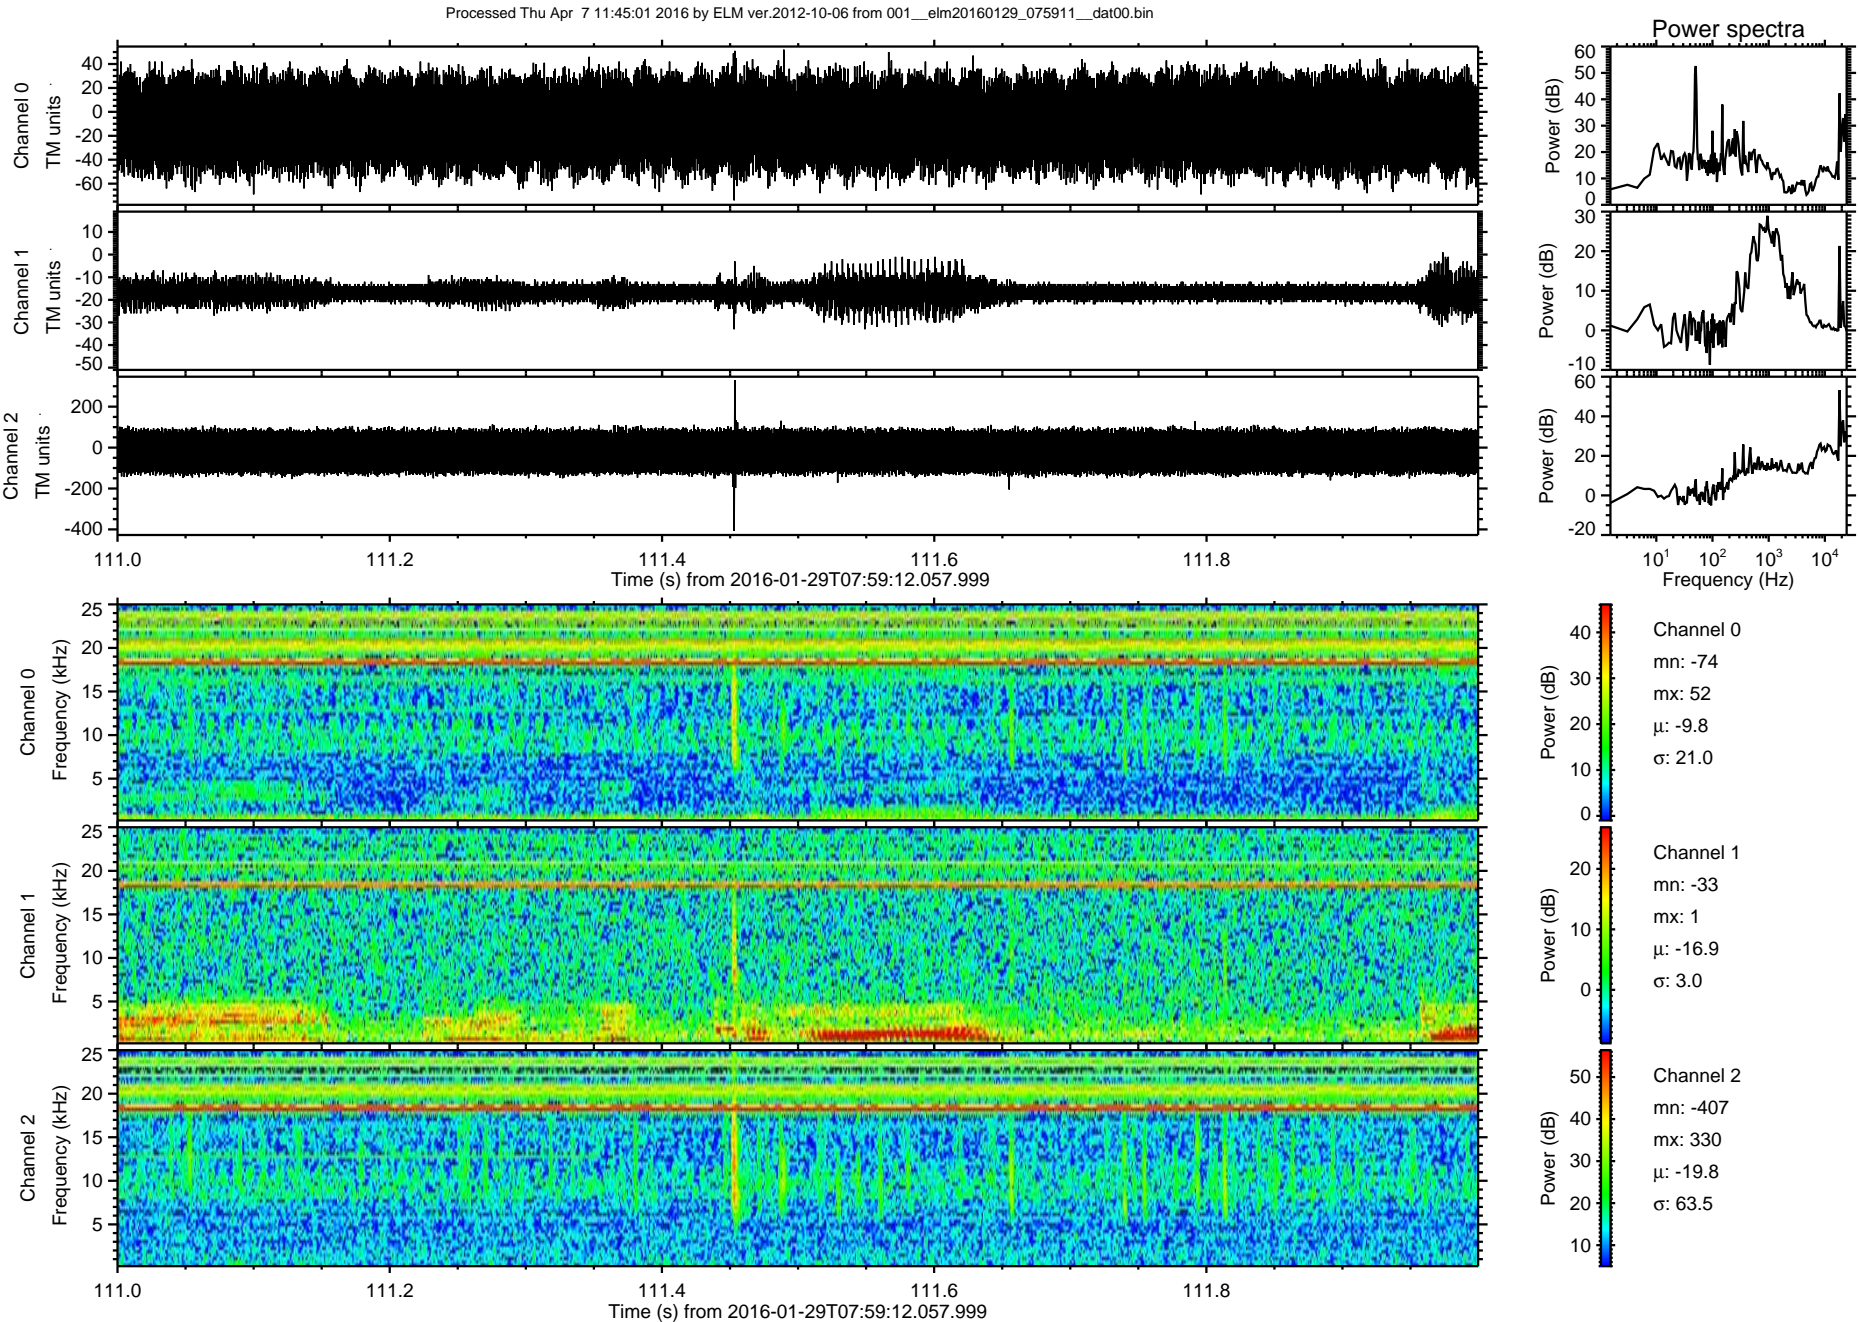 Processed Thu Apr  7 11:45:01 2016 by ELM ver.2012-10-06 from 001__elm20160129_075911__dat00.bin
Power spectra
Channel 0
TM units
40
20
0
-20
-40
-60
Power (dB)
60
50
40
30
20
10
0
Channel 1
TM units
10
0
-10
-20
-30
-40
-50
Power (dB)
30
20
10
0
-10
Channel 2
TM units
200
0
-200
-400
Power (dB)
60
40
20
0
-20
111.0 111.2 111.4 111.6 111.8
Time (s) from 2016-01-29T07:59:12.057.999
10¹ 10² 10³ 10⁴
Frequency (Hz)
Channel 0
Frequency (kHz)
25
20
15
10
5
Power (dB)
40
30
20
10
0
Channel 0
mn: -74
mx: 52
μ: -9.8
σ: 21.0
Channel 1
Frequency (kHz)
25
20
15
10
5
Power (dB)
20
10
0
Channel 1
mn: -33
mx: 1
μ: -16.9
σ: 3.0
Channel 2
Frequency (kHz)
25
20
15
10
5
Power (dB)
50
40
30
20
10
Channel 2
mn: -407
mx: 330
μ: -19.8
σ: 63.5
111.0 111.2 111.4 111.6 111.8
Time (s) from 2016-01-29T07:59:12.057.999